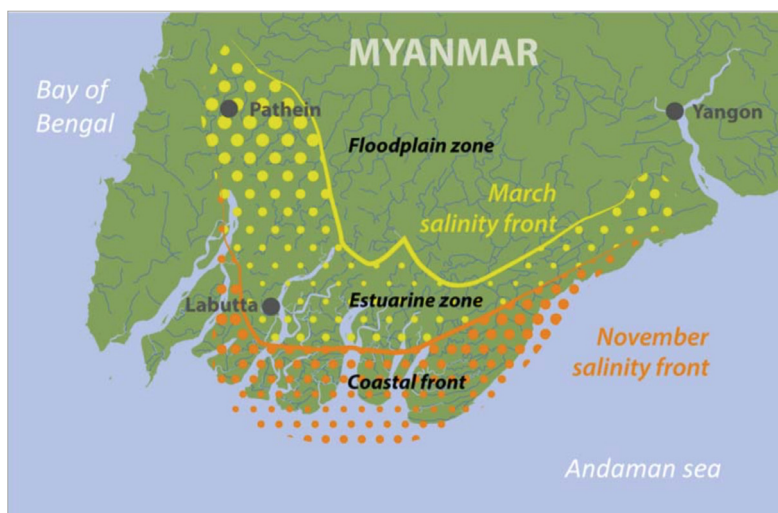 MYANMAR
Bay of
Bengal
Pathein
Yangon
Floodplain zone
March
salinity front
Labutta
Estuarine zone
November
salinity front
Coastal front
Andaman sea